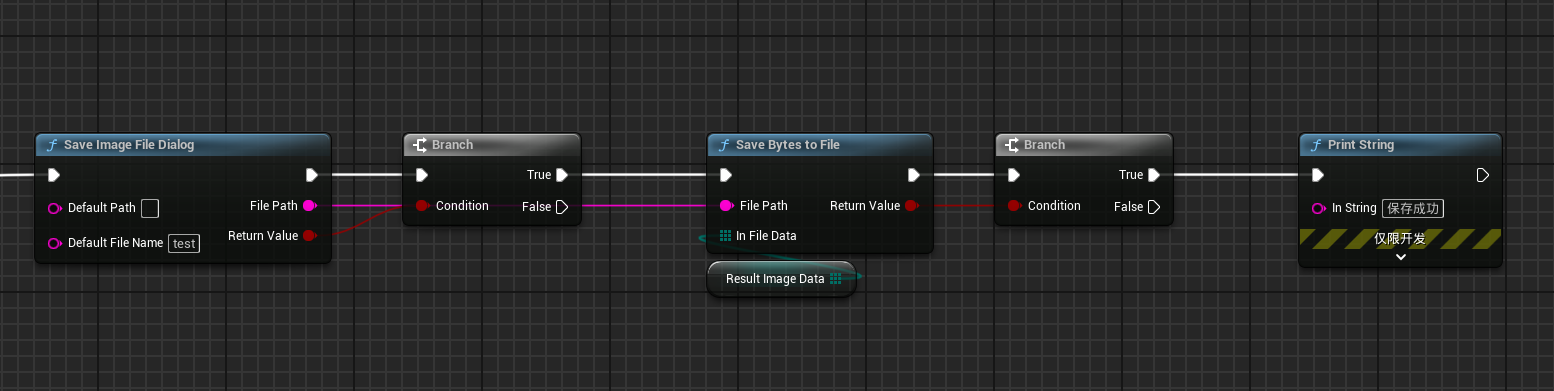 Save Image File Dialog
Default Path
Default File Name test
File Path
Return Value
Branch
Condition
True
False
Save Bytes to File
File Path
In File Data
Return Value
Result Image Data
Branch
Condition
True
False
Print String
In String 保存成功
仅限开发